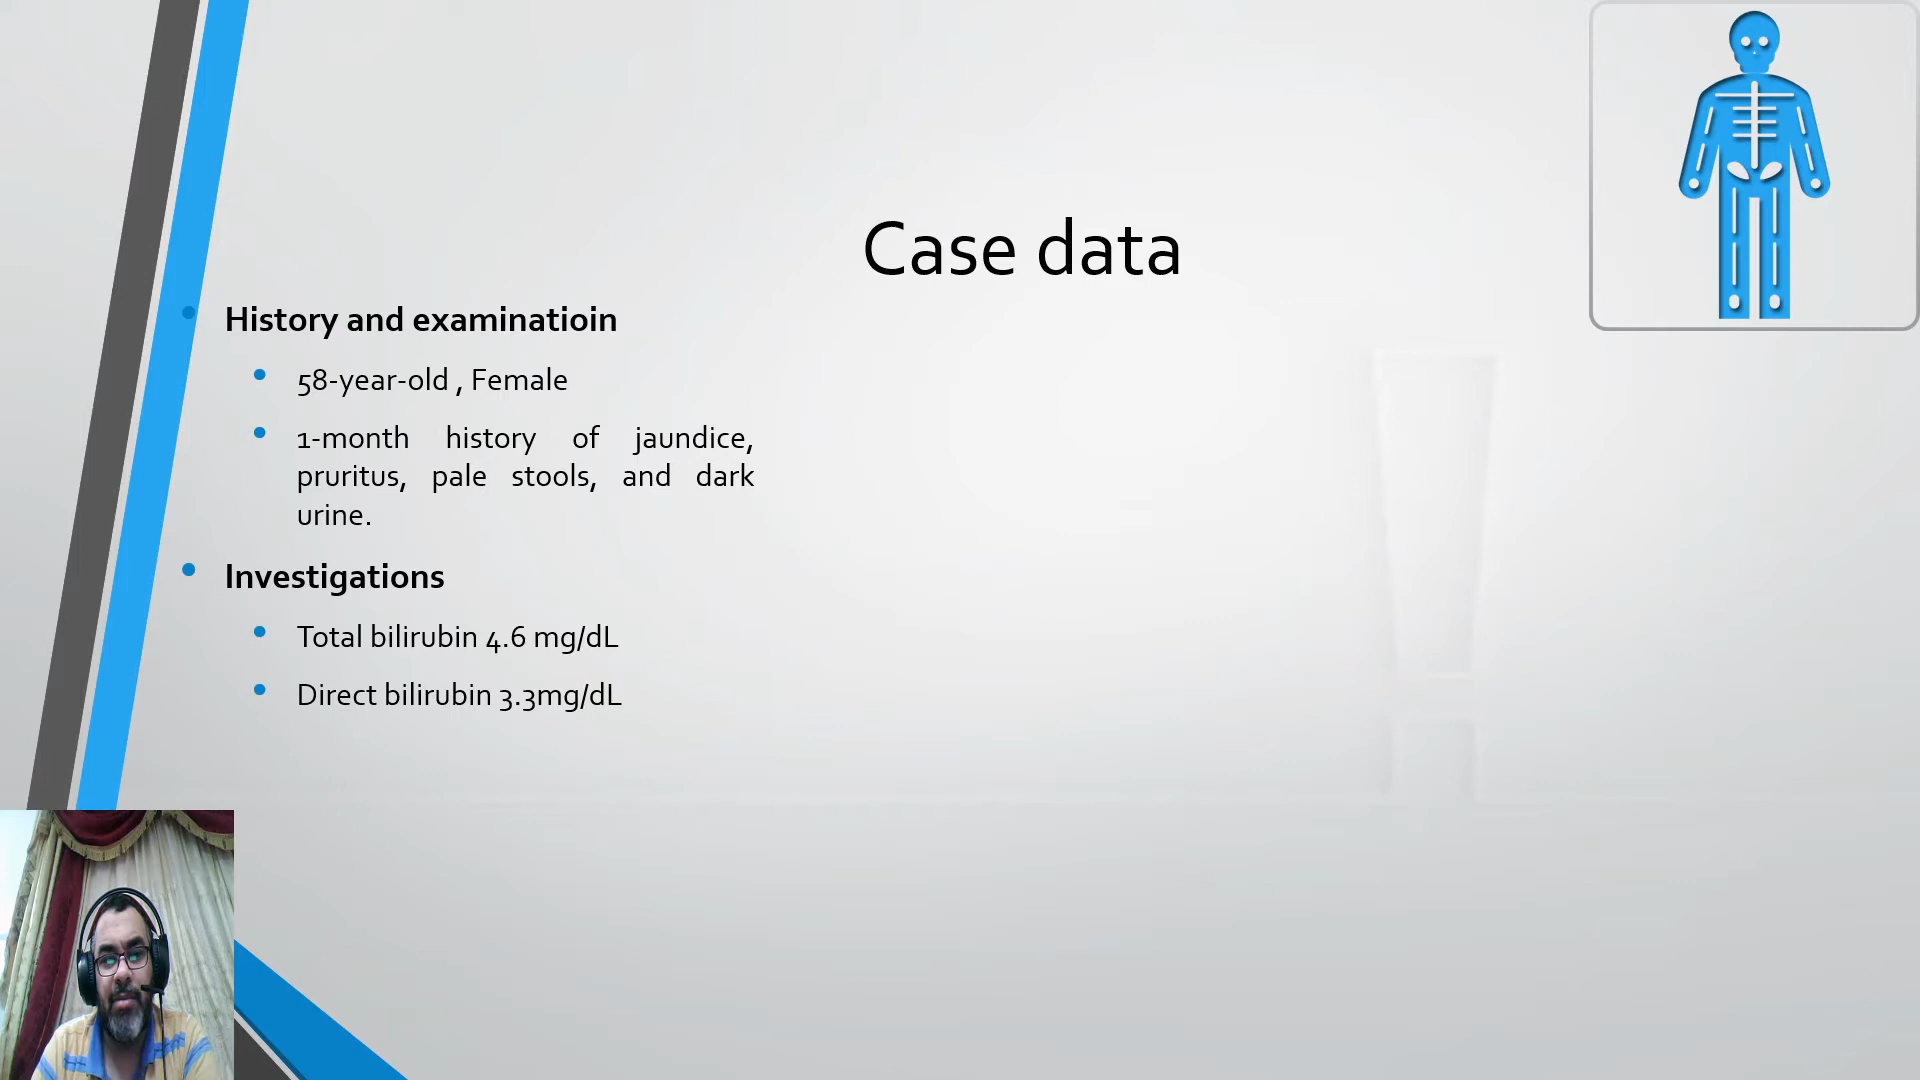 Case data
History and examinatioin
58-year-old , Female
1-month history of jaundice,
pruritus, pale stools, and dark
urine.
Investigations
Total bilirubin 4.6 mg/dL
Direct bilirubin 3.3mg/dL